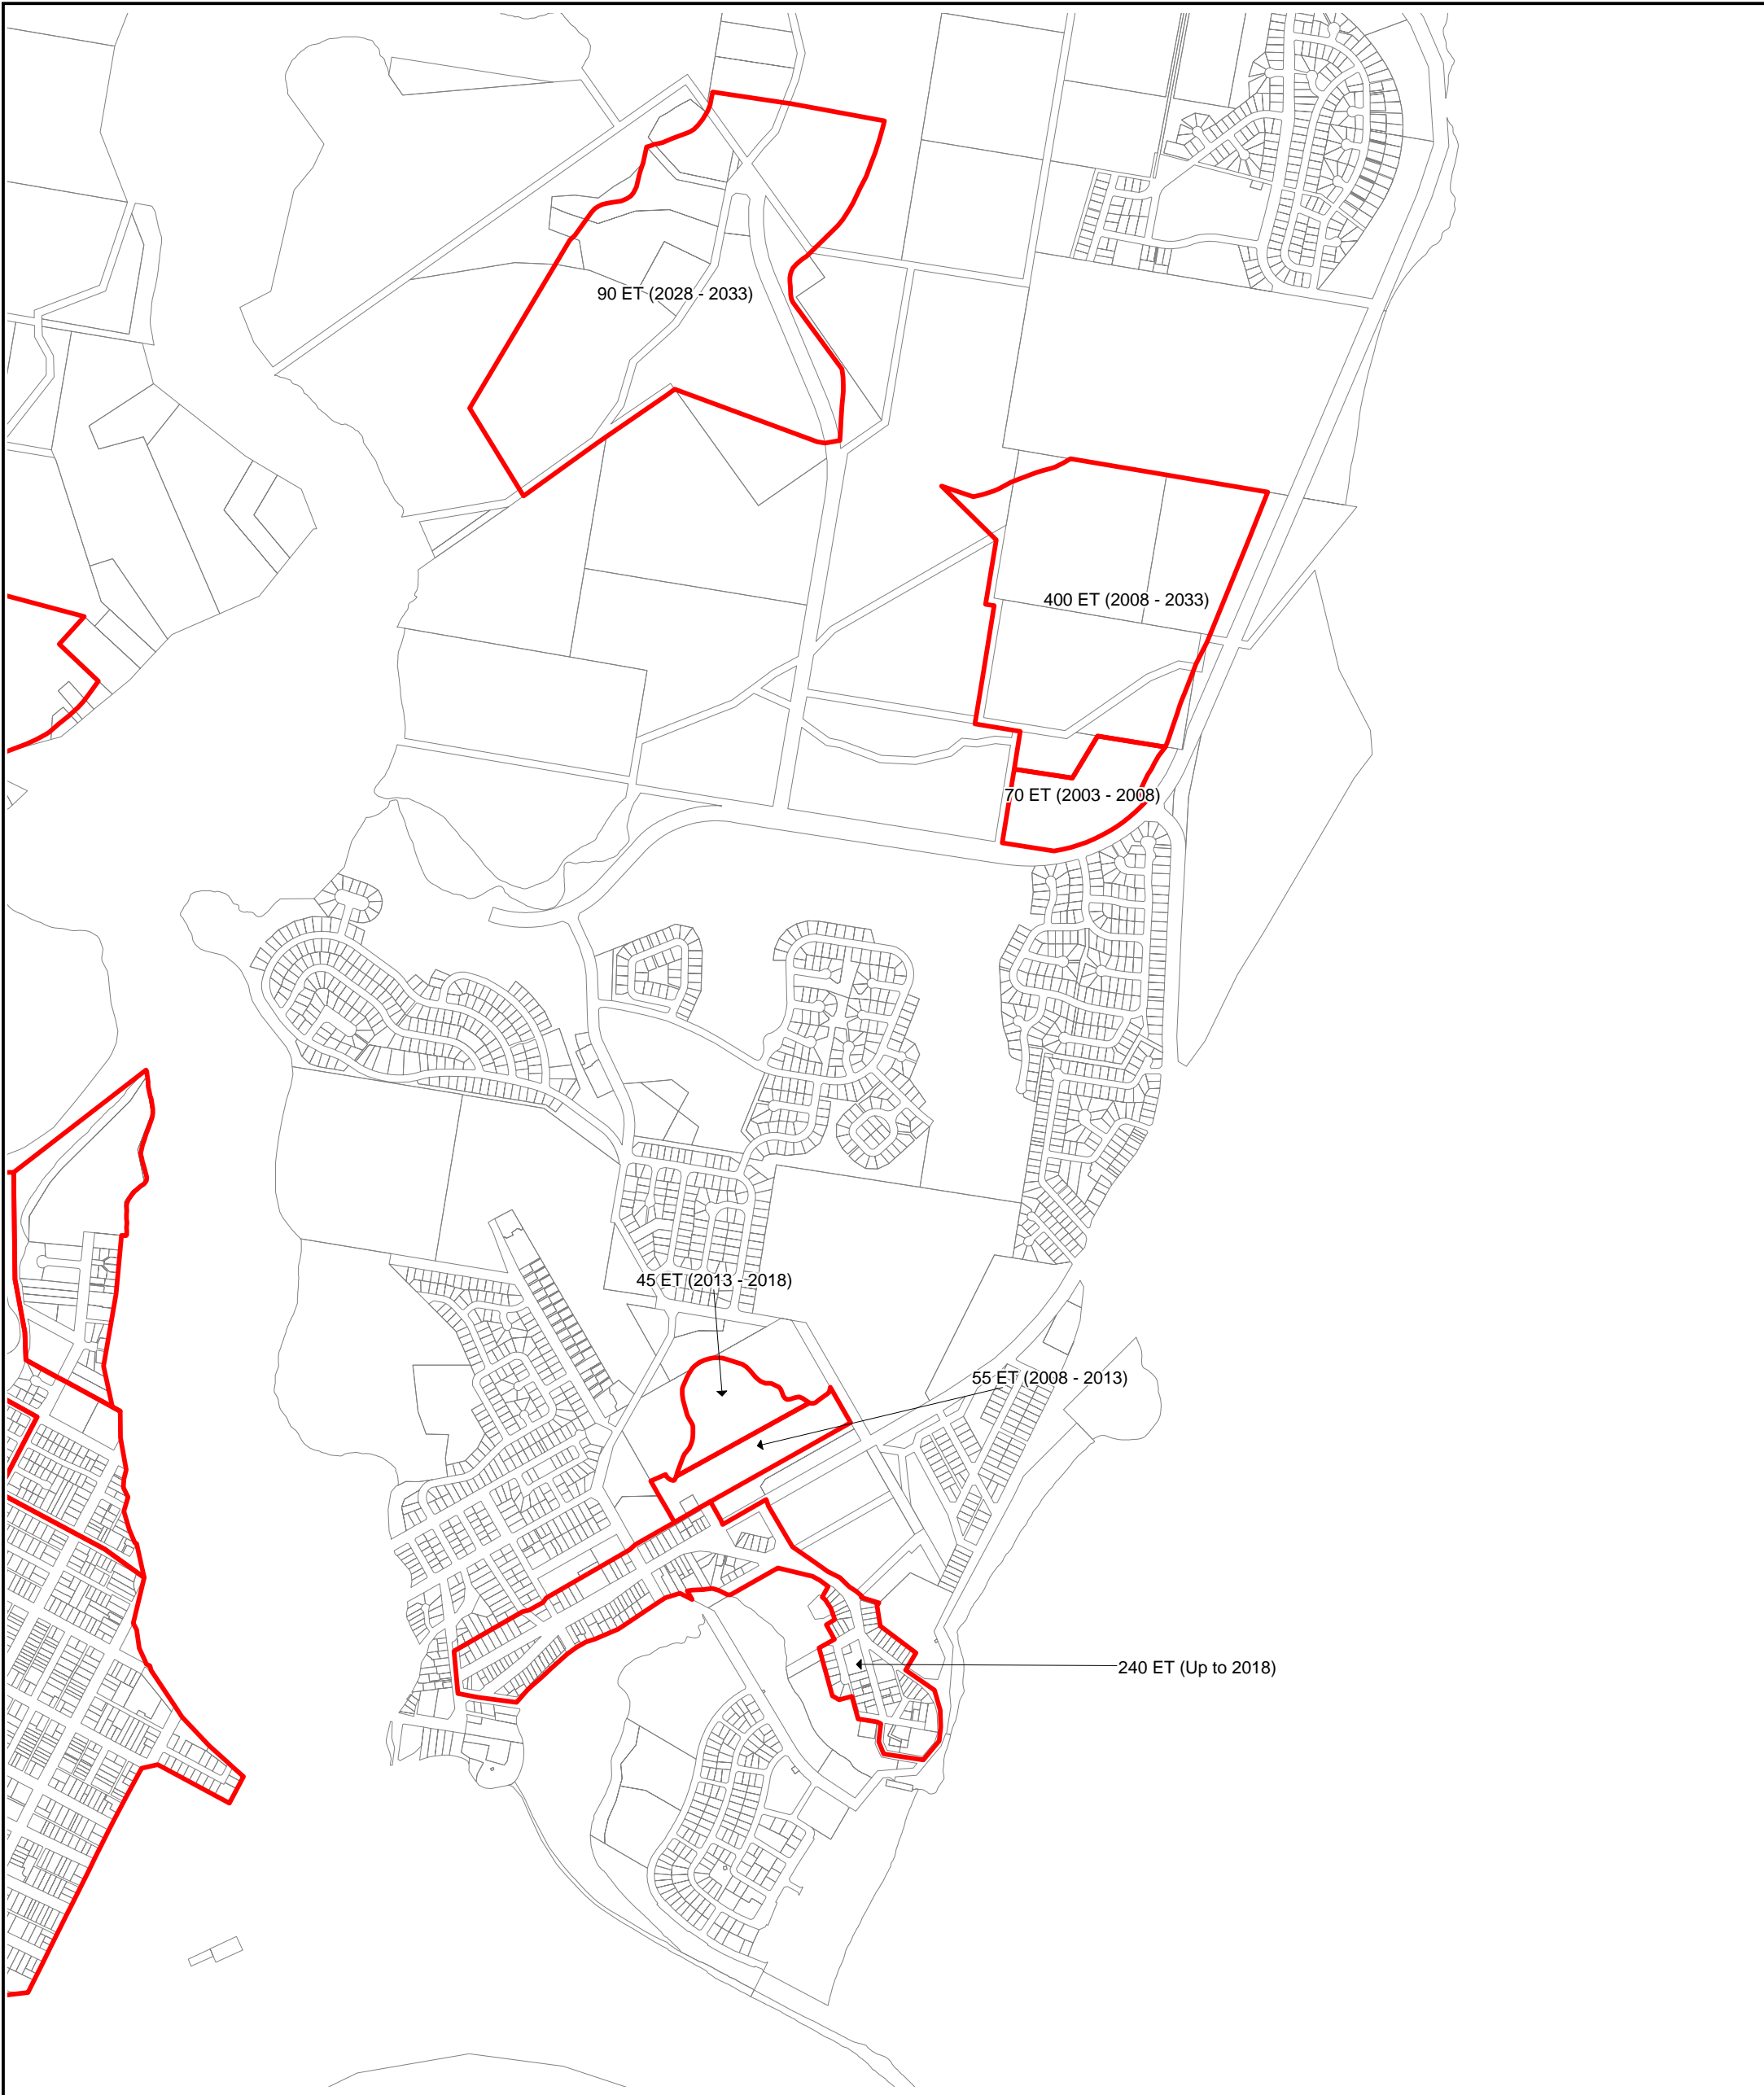 90 ET (2028 - 2033)
400 ET (2008 - 2033)
70 ET (2003 - 2008)
45 ET (2013 - 2018)
55 ET (2008 - 2013)
240 ET (Up to 2018)